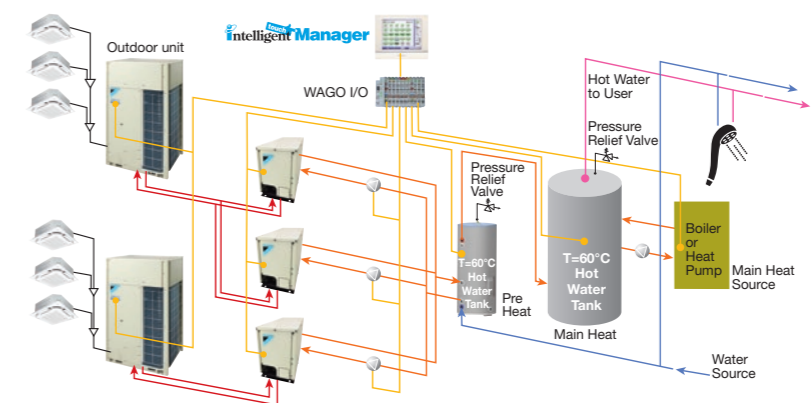 Outdoor unit
intelligent touch Manager
WAGO I/O
Hot Water
to User
Pressure
Relief Valve
Pressure
Relief
Valve
T=60°C
Hot
Water
Tank
Pre
Heat
T=60°C
Hot
Water
Tank
Main Heat
Boiler
or
Heat
Pump
Main Heat
Source
Water
Source